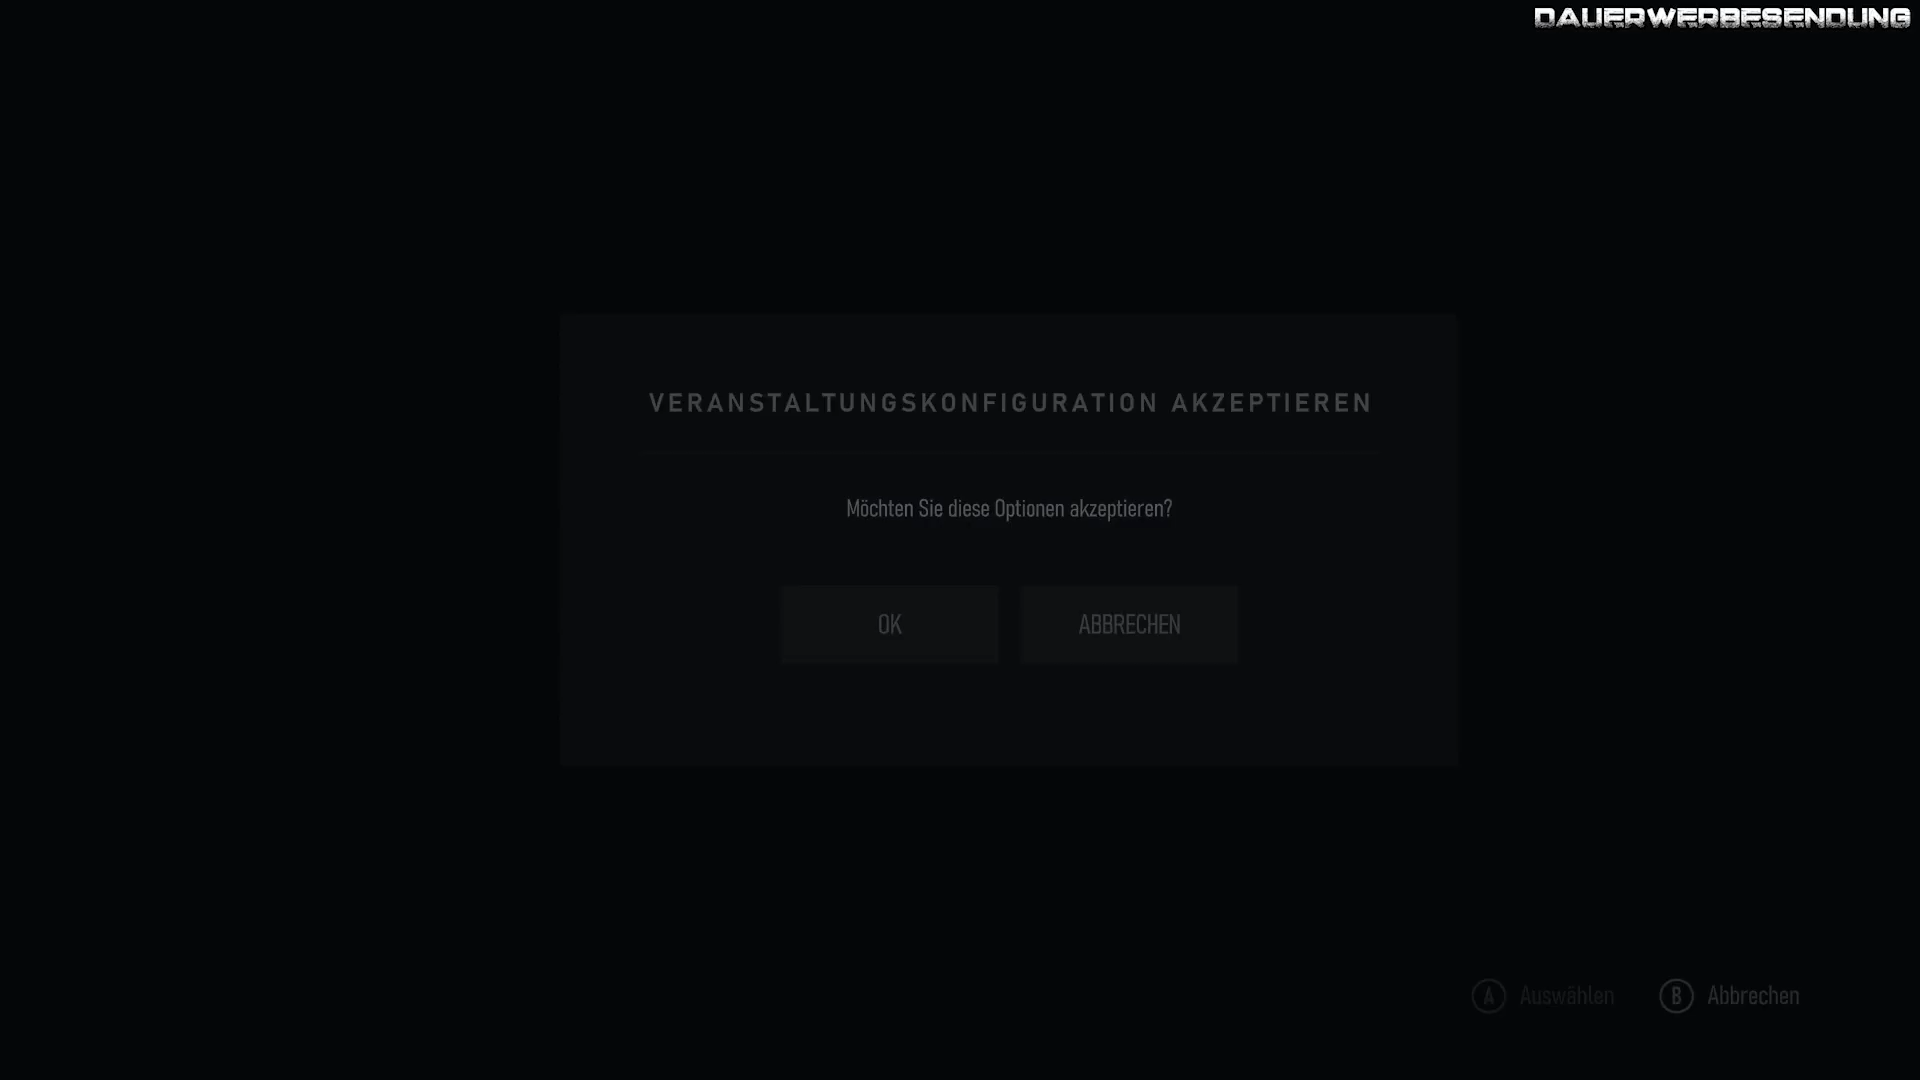 DAUERWERBESENDUNG
VERANSTALTUNGSKONFIGURATION AKZEPTIEREN
Möchten Sie diese Optionen akzeptieren?
OK
ABBRECHEN
A Auswählen
B Abbrechen